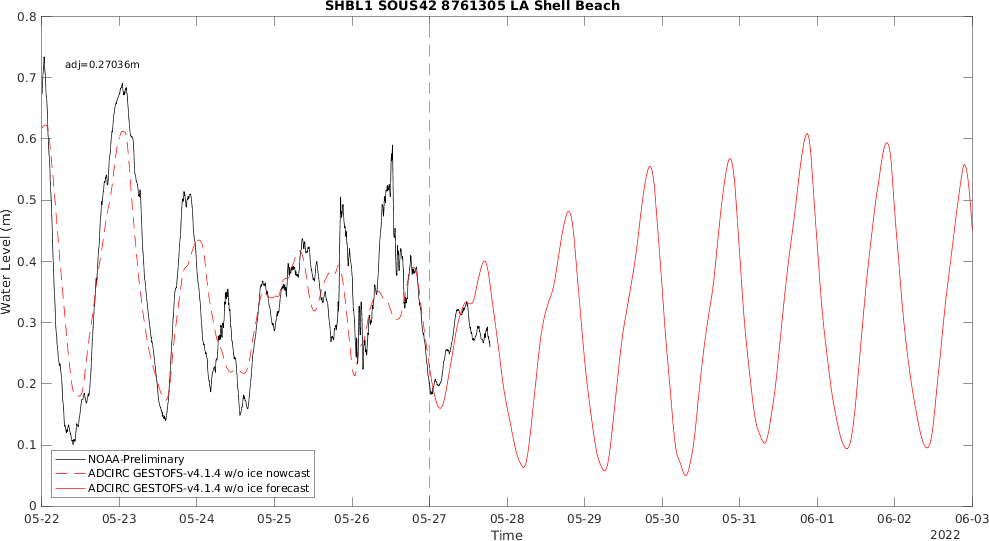 SHBL1 SOUS42 8761305 LA Shell Beach
adj=0.27036m
0.8
0.7
0.6
0.5
0.4
0.3
0.2
0.1
0
Water Level (m)
NOAA-Preliminary
ADCIRC GESTOFS-v4.1.4 w/o ice nowcast
ADCIRC GESTOFS-v4.1.4 w/o ice forecast
05-22 05-23 05-24 05-25 05-26 05-27 05-28 05-29 05-30 05-31 06-01 06-02 06-03
Time
2022